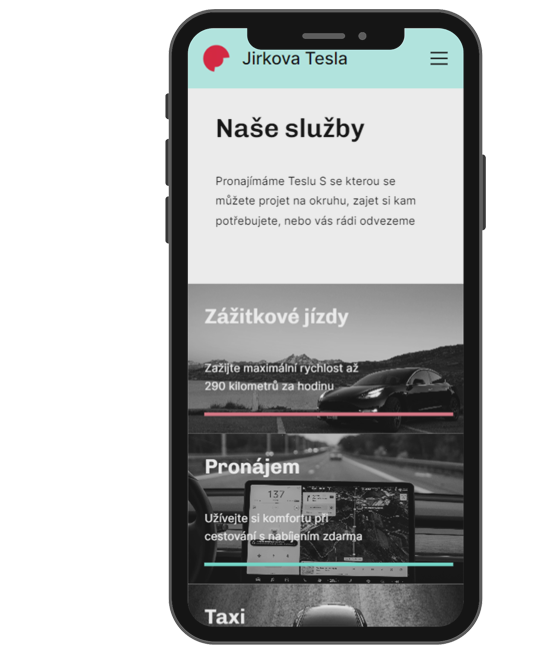 Jirkova Tesla
Naše služby
Pronajímáme Teslu S se kterou se
můžete projet na okruhu, zajet si kam
potřebujete, nebo vás rádi odvezeme
Zážitkové jízdy
Zažijte maximální rychlost až
290 kilometrů za hodinu
Pronájem
137
Užívejte si komfortu při
cestování s nabíjením zdarma
Taxi